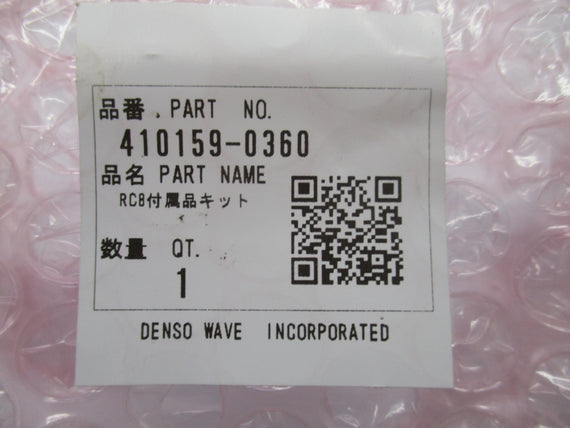 品番 . PART NO.
410159-0360
品名 PART NAME
RC8付属品キット
数量 QT.
1
DENSO WAVE INCORPORATED